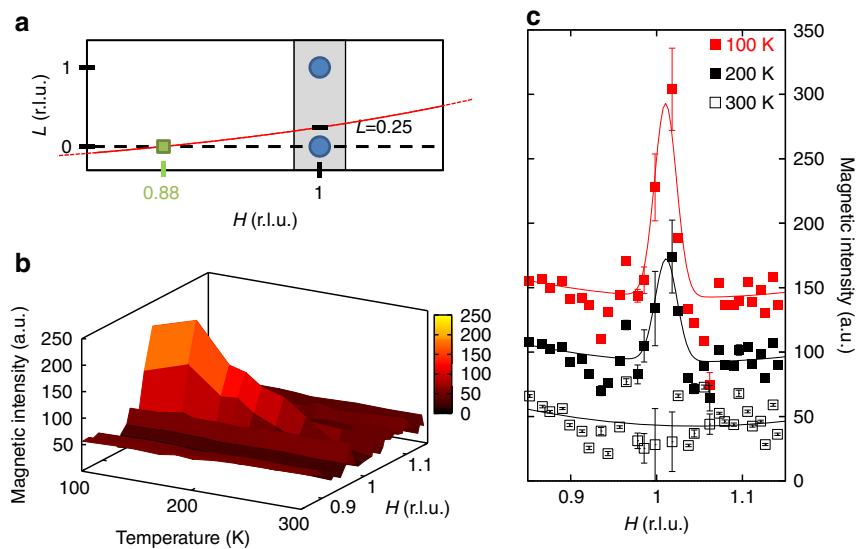 a
L (r.l.u.)
1
0
L=0.25
0.88
1
H (r.l.u.)
b
Magnetic intensity (a.u.)
250
200
150
100
50
100
200
300
Temperature (K)
0.9
1
1.1
H (r.l.u.)
250
200
150
100
50
0
c
100 K
200 K
300 K
350
300
250
200
150
100
50
0
Magnetic intensity (a.u.)
0.9
1
1.1
H (r.l.u.)